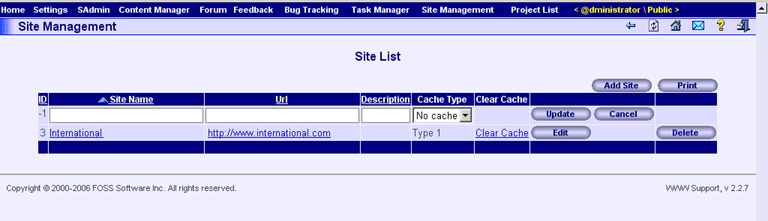 Home Settings SAdmin Content Manager Forum Feedback Bug Tracking Task Manager Site Management Project List < @dministrator \ Public >
Site Management
Site List
Add Site Print
ID Site Name Url Description Cache Type Clear Cache
-1 No cache Update Cancel
3 International http://www.international.com Type 1 Clear Cache Edit Delete
Copyright © 2000-2006 FOSS Software Inc. All rights reserved. WWW Support, v 2.2.7